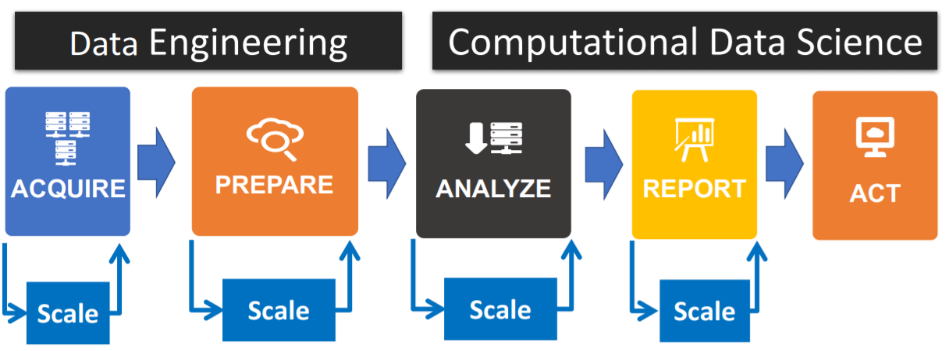 Data Engineering
Computational Data Science
ACQUIRE
PREPARE
ANALYZE
REPORT
ACT
Scale
Scale
Scale
Scale